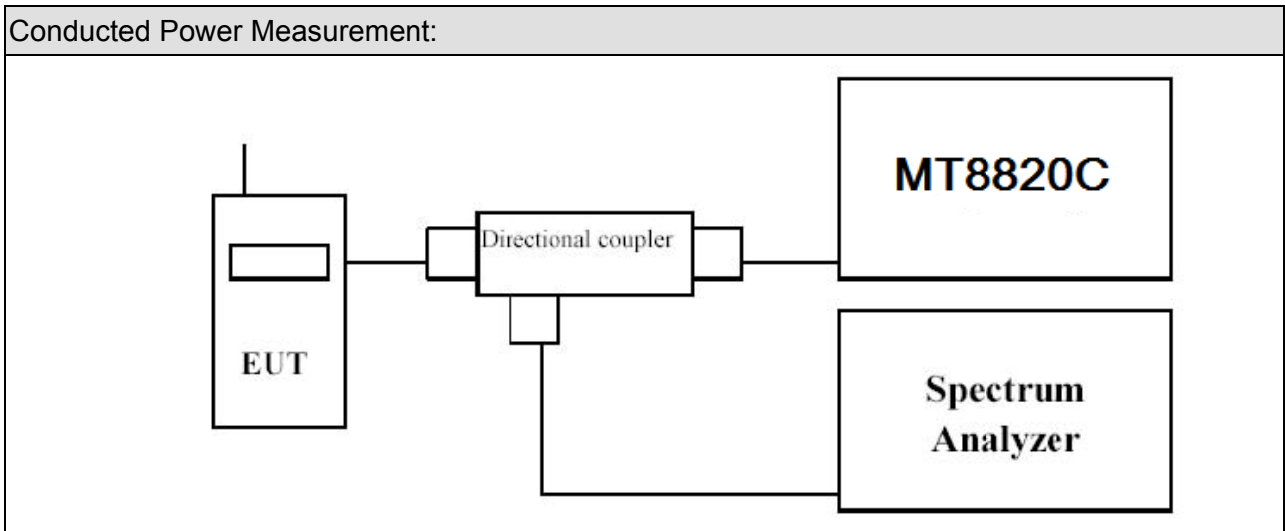 Conducted Power Measurement:
MT8820C
Directional coupler
EUT
Spectrum
Analyzer